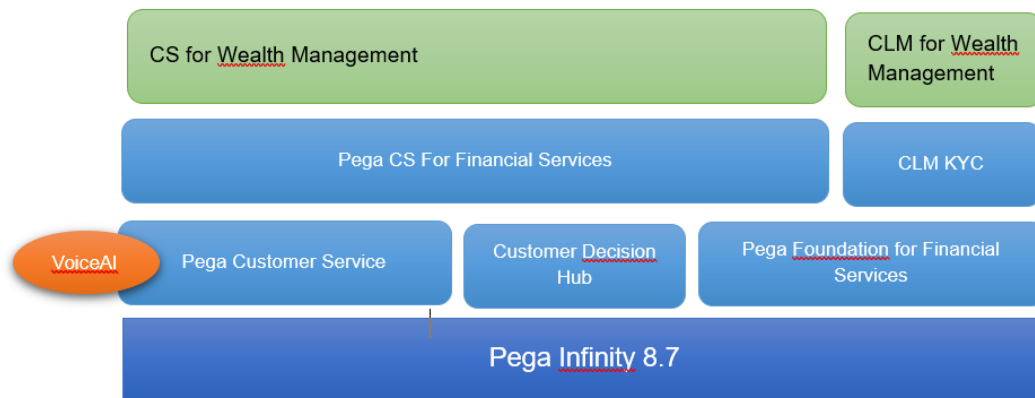 CS for Wealth Management
CLM for Wealth
Management
Pega CS For Financial Services
CLM KYC
VoiceAI
Pega Customer Service
Customer Decision
Hub
Pega Foundation for Financial
Services
Pega Infinity 8.7